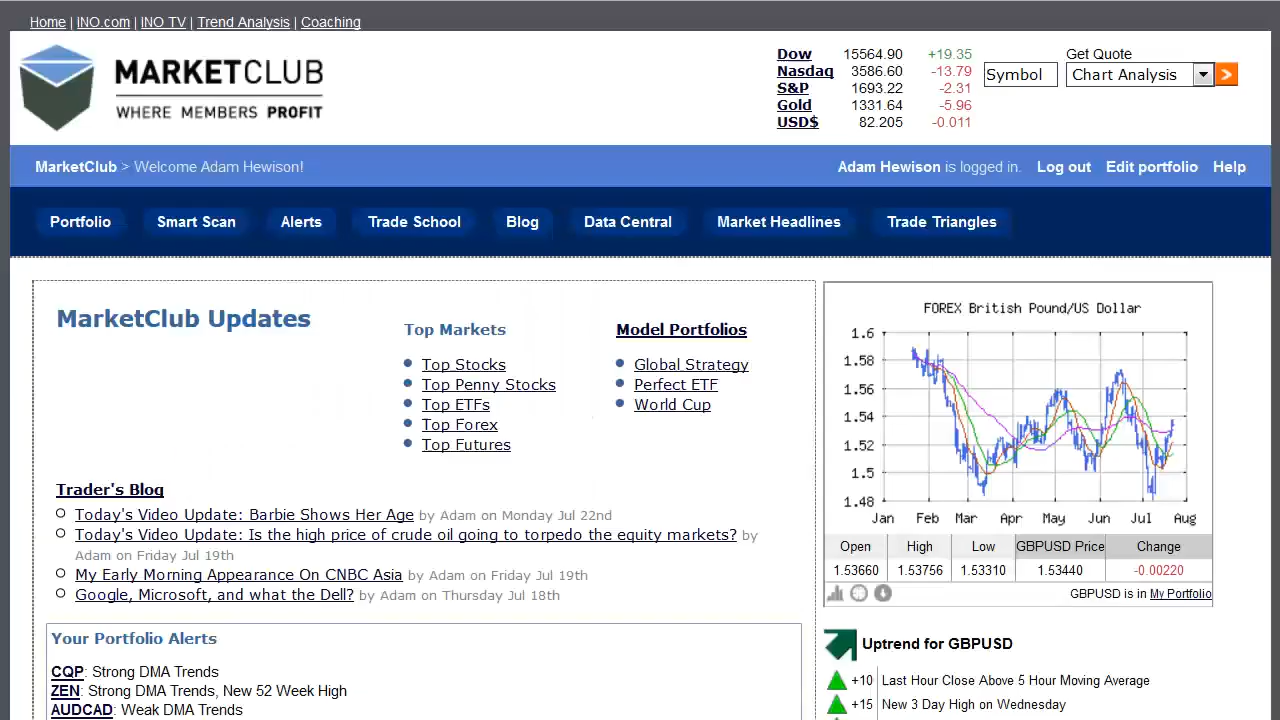 Home | INO.com | INO TV | Trend Analysis | Coaching
MARKETCLUB
WHERE MEMBERS PROFIT
Dow 15564.90 +19.35
Nasdaq 3586.60 -13.79
S&P 1693.22 -2.31
Gold 1331.64 -5.96
USD$ 82.205 -0.011
Get Quote
Symbol Chart Analysis
MarketClub > Welcome Adam Hewison!
Adam Hewison is logged in. Log out Edit portfolio Help
Portfolio Smart Scan Alerts Trade School Blog Data Central Market Headlines Trade Triangles
MarketClub Updates
Top Markets
Top Stocks
Top Penny Stocks
Top ETFs
Top Forex
Top Futures
Model Portfolios
Global Strategy
Perfect ETF
World Cup
Trader's Blog
Today's Video Update: Barbie Shows Her Age by Adam on Monday Jul 22nd
Today's Video Update: Is the high price of crude oil going to torpedo the equity markets? by
Adam on Friday Jul 19th
My Early Morning Appearance On CNBC Asia by Adam on Friday Jul 19th
Google, Microsoft, and what the Dell? by Adam on Thursday Jul 18th
Your Portfolio Alerts
CQP: Strong DMA Trends
ZEN: Strong DMA Trends, New 52 Week High
AUDCAD: Weak DMA Trends
FOREX British Pound/US Dollar
1.6
1.58
1.56
1.54
1.52
1.5
1.48
Jan Feb Mar Apr May Jun Jul Aug
Open High Low GBPUSD Price Change
1.53660 1.53756 1.53310 1.53440 -0.00220
GBPUSD is in My Portfolio
Uptrend for GBPUSD
+10 Last Hour Close Above 5 Hour Moving Average
+15 New 3 Day High on Wednesday